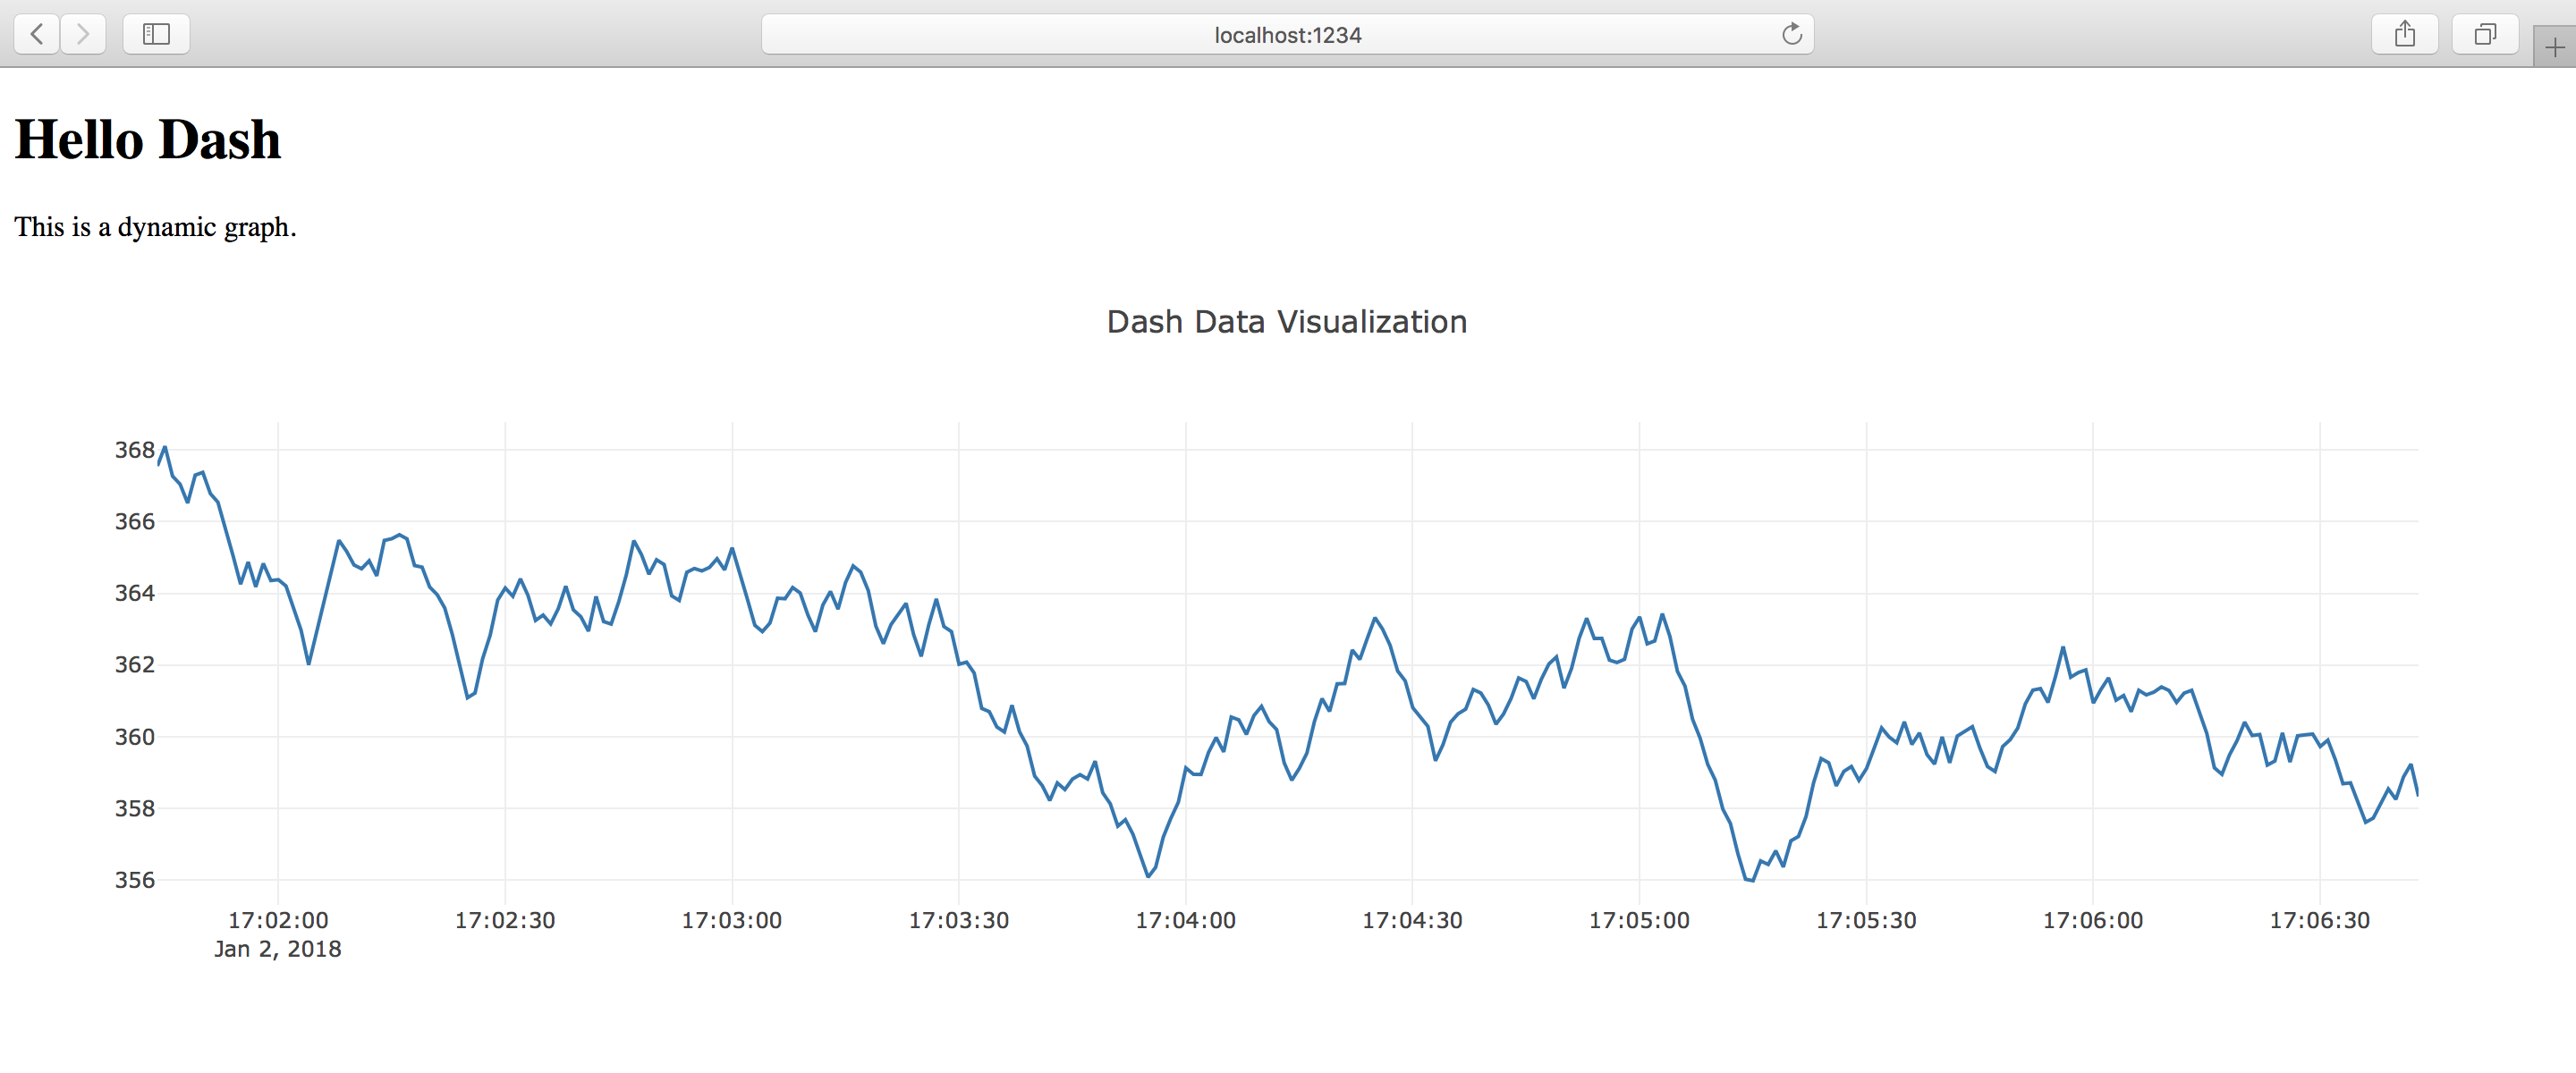 localhost:1234
Hello Dash
This is a dynamic graph.
Dash Data Visualization
368
366
364
362
360
358
356
17:02:00 17:02:30 17:03:00 17:03:30 17:04:00 17:04:30 17:05:00 17:05:30 17:06:00 17:06:30
Jan 2, 2018